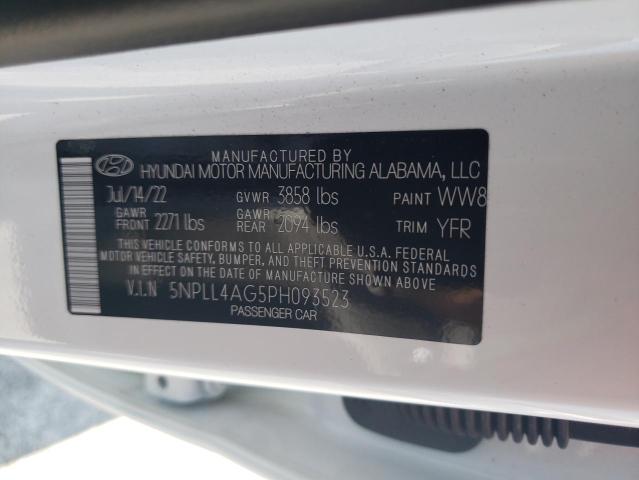 MANUFACTURED BY
HYUNDAI MOTOR MANUFACTURING ALABAMA, LLC
Jul/14/22 GVWR 3858 lbs PAINT WW8
GAWR FRONT 2271 lbs GAWR REAR 2094 lbs TRIM YFR
THIS VEHICLE CONFORMS TO ALL APPLICABLE U.S.A. FEDERAL
MOTOR VEHICLE SAFETY, BUMPER, AND THEFT PREVENTION STANDARDS
IN EFFECT ON THE DATE OF MANUFACTURE SHOWN ABOVE.
V.I.N 5NPLL4AG5PH093523
PASSENGER CAR